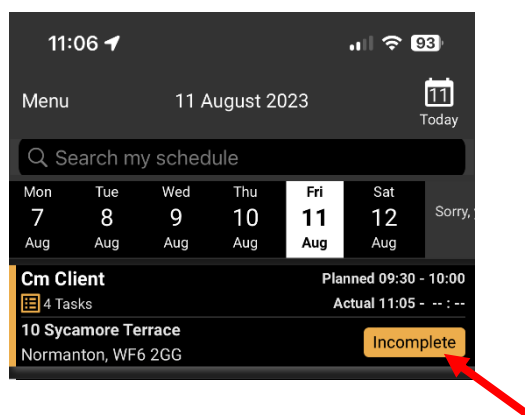 11:06 93
Menu 11 August 2023 11 Today
Search my schedule
Mon Tue Wed Thu Fri Sat
7 8 9 10 11 12 Sorry,
Aug Aug Aug Aug Aug Aug
Cm Client Planned 09:30 - 10:00
4 Tasks Actual 11:05 - -- : --
10 Sycamore Terrace
Normanton, WF6 2GG Incomplete